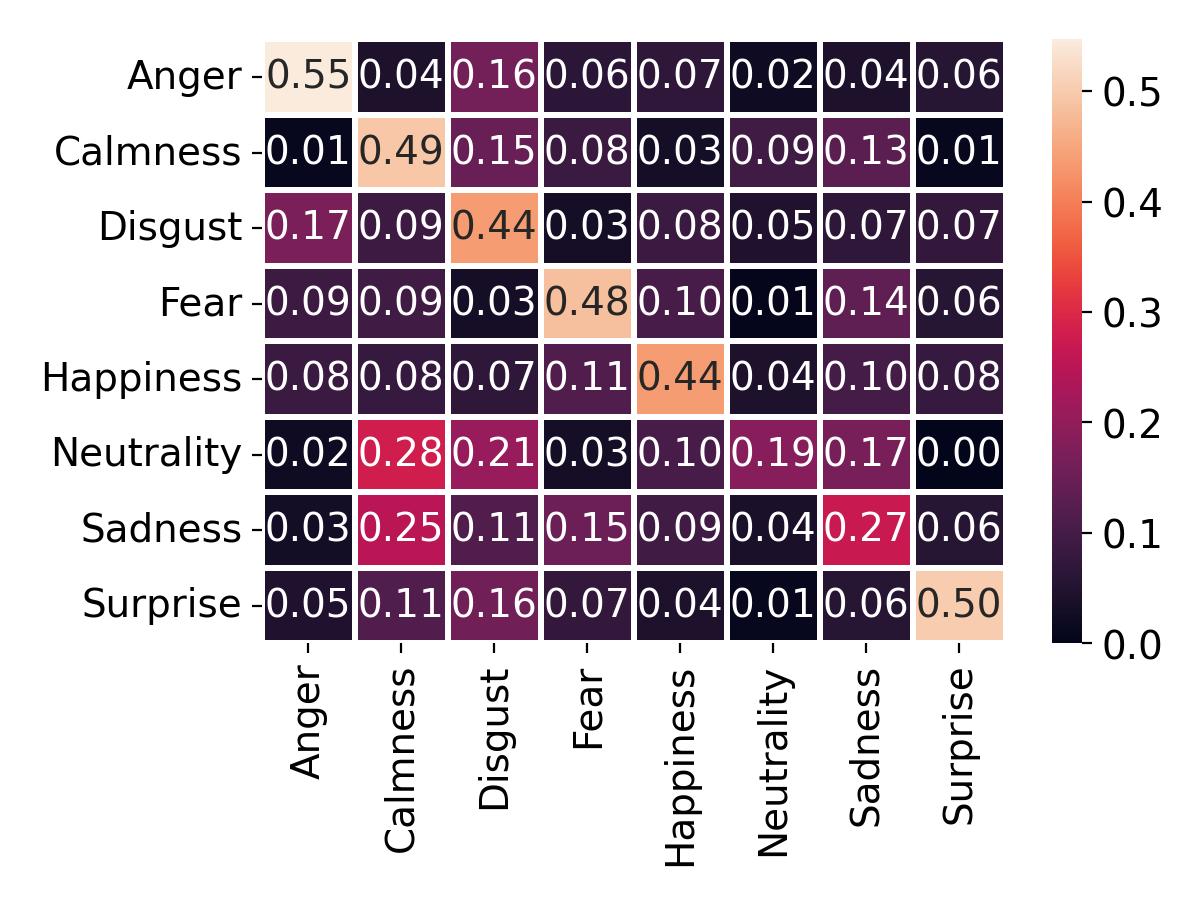 Anger 0.55 0.04 0.16 0.06 0.07 0.02 0.04 0.06
Calmness 0.01 0.49 0.15 0.08 0.03 0.09 0.13 0.01
Disgust 0.17 0.09 0.44 0.03 0.08 0.05 0.07 0.07
Fear 0.09 0.09 0.03 0.48 0.10 0.01 0.14 0.06
Happiness 0.08 0.08 0.07 0.11 0.44 0.04 0.10 0.08
Neutrality 0.02 0.28 0.21 0.03 0.10 0.19 0.17 0.00
Sadness 0.03 0.25 0.11 0.15 0.09 0.04 0.27 0.06
Surprise 0.05 0.11 0.16 0.07 0.04 0.01 0.06 0.50
Anger Calmness Disgust Fear Happiness Neutrality Sadness Surprise
0.5
0.4
0.3
0.2
0.1
0.0